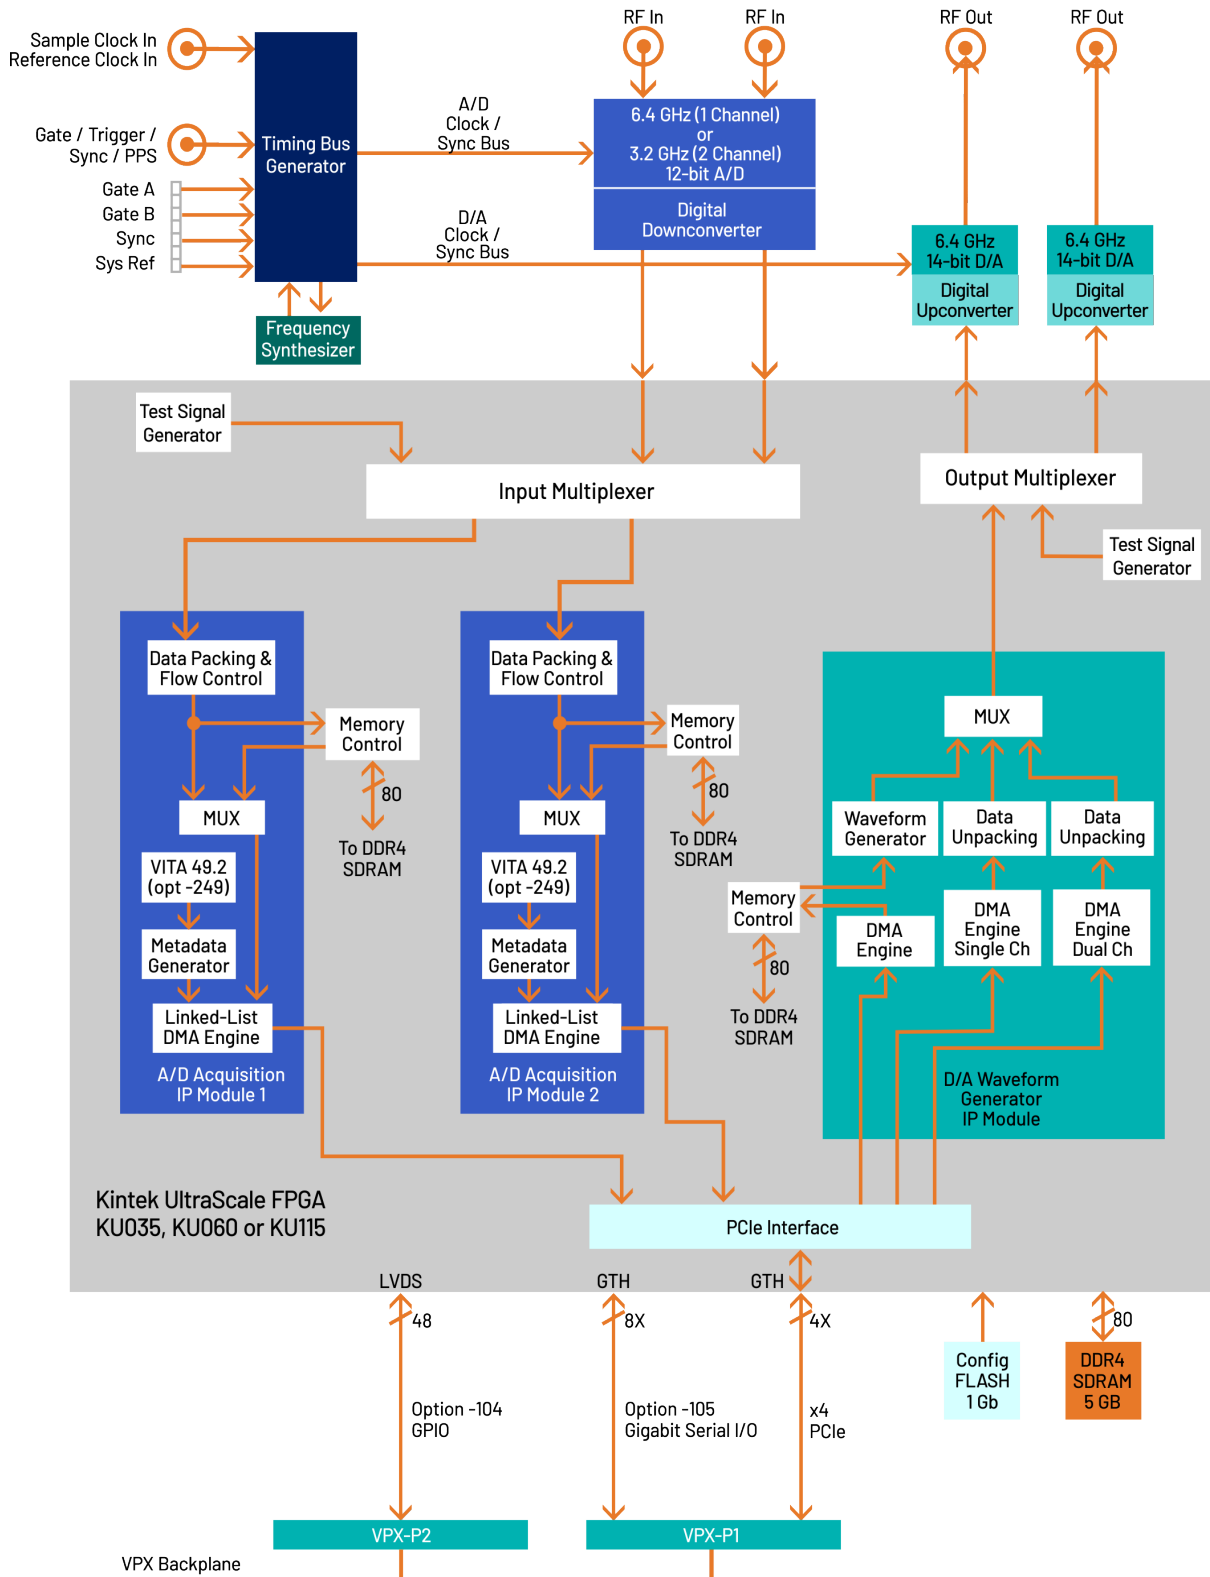 RF In
RF In
RF Out
RF Out
Sample Clock In
Reference Clock In
Gate / Trigger /
Sync / PPS
Gate A
Gate B
Sync
Sys Ref
Timing Bus
Generator
Frequency
Synthesizer
A/D
Clock /
Sync Bus
D/A
Clock /
Sync Bus
6.4 GHz (1 Channel)
or
3.2 GHz (2 Channel)
12-bit A/D
Digital
Downconverter
6.4 GHz
14-bit D/A
Digital
Upconverter
6.4 GHz
14-bit D/A
Digital
Upconverter
Test Signal
Generator
Input Multiplexer
Output Multiplexer
Test Signal
Generator
Data Packing &
Flow Control
Memory
Control
80
To DDR4
SDRAM
MUX
VITA 49.2
(opt -249)
Metadata
Generator
Linked-List
DMA Engine
A/D Acquisition
IP Module 1
Data Packing &
Flow Control
Memory
Control
80
To DDR4
SDRAM
MUX
VITA 49.2
(opt -249)
Metadata
Generator
Linked-List
DMA Engine
A/D Acquisition
IP Module 2
MUX
Waveform
Generator
Data
Unpacking
Data
Unpacking
Memory
Control
80
To DDR4
SDRAM
DMA
Engine
DMA
Engine
Single Ch
DMA
Engine
Dual Ch
D/A Waveform
Generator
IP Module
Kintek UltraScale FPGA
KU035, KU060 or KU115
PCIe Interface
LVDS
GTH
GTH
48
8X
4X
80
Config
FLASH
1 Gb
DDR4
SDRAM
5 GB
Option -104
GPIO
Option -105
Gigabit Serial I/O
x4
PCIe
VPX-P2
VPX-P1
VPX Backplane